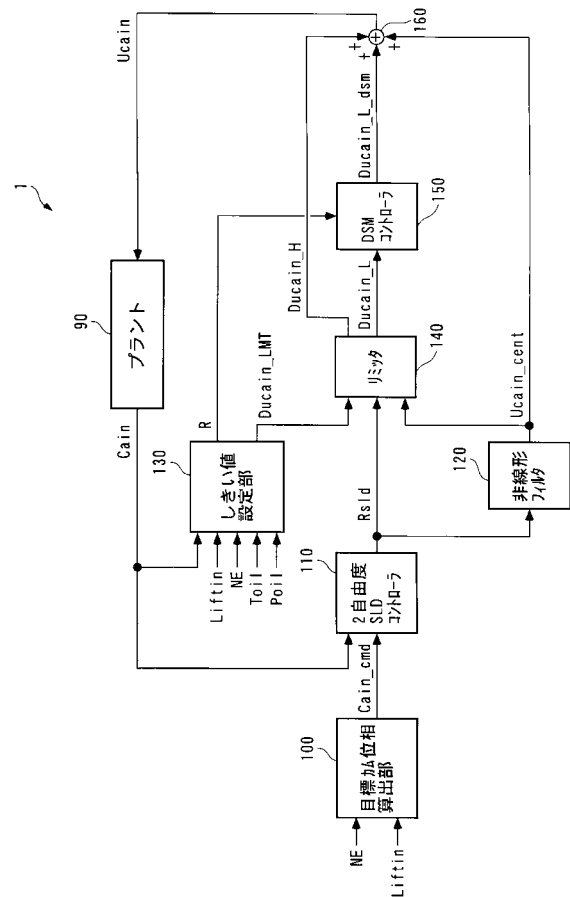 1
Ucain
90
プラント
Cain
130
しきい値
設定部
R
Ducain_LMT
Liftin
NE
Toil
Poil
Ducain_H
Ducain_L
Ducain_L_dsm
DSM
コントローラ
150
160
+
+
+
リミッタ
140
110
2自由度
SLD
コントローラ
Rsld
100
目標カム位相
算出部
Cain_cmd
NE
Liftin
120
非線形
フィルタ
Ucain_cent